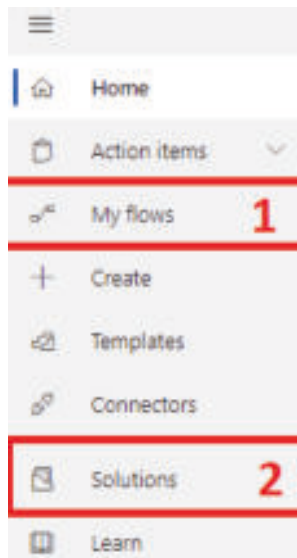 Home
Action items
My flows 1
Create
Templates
Connectors
Solutions 2
Learn